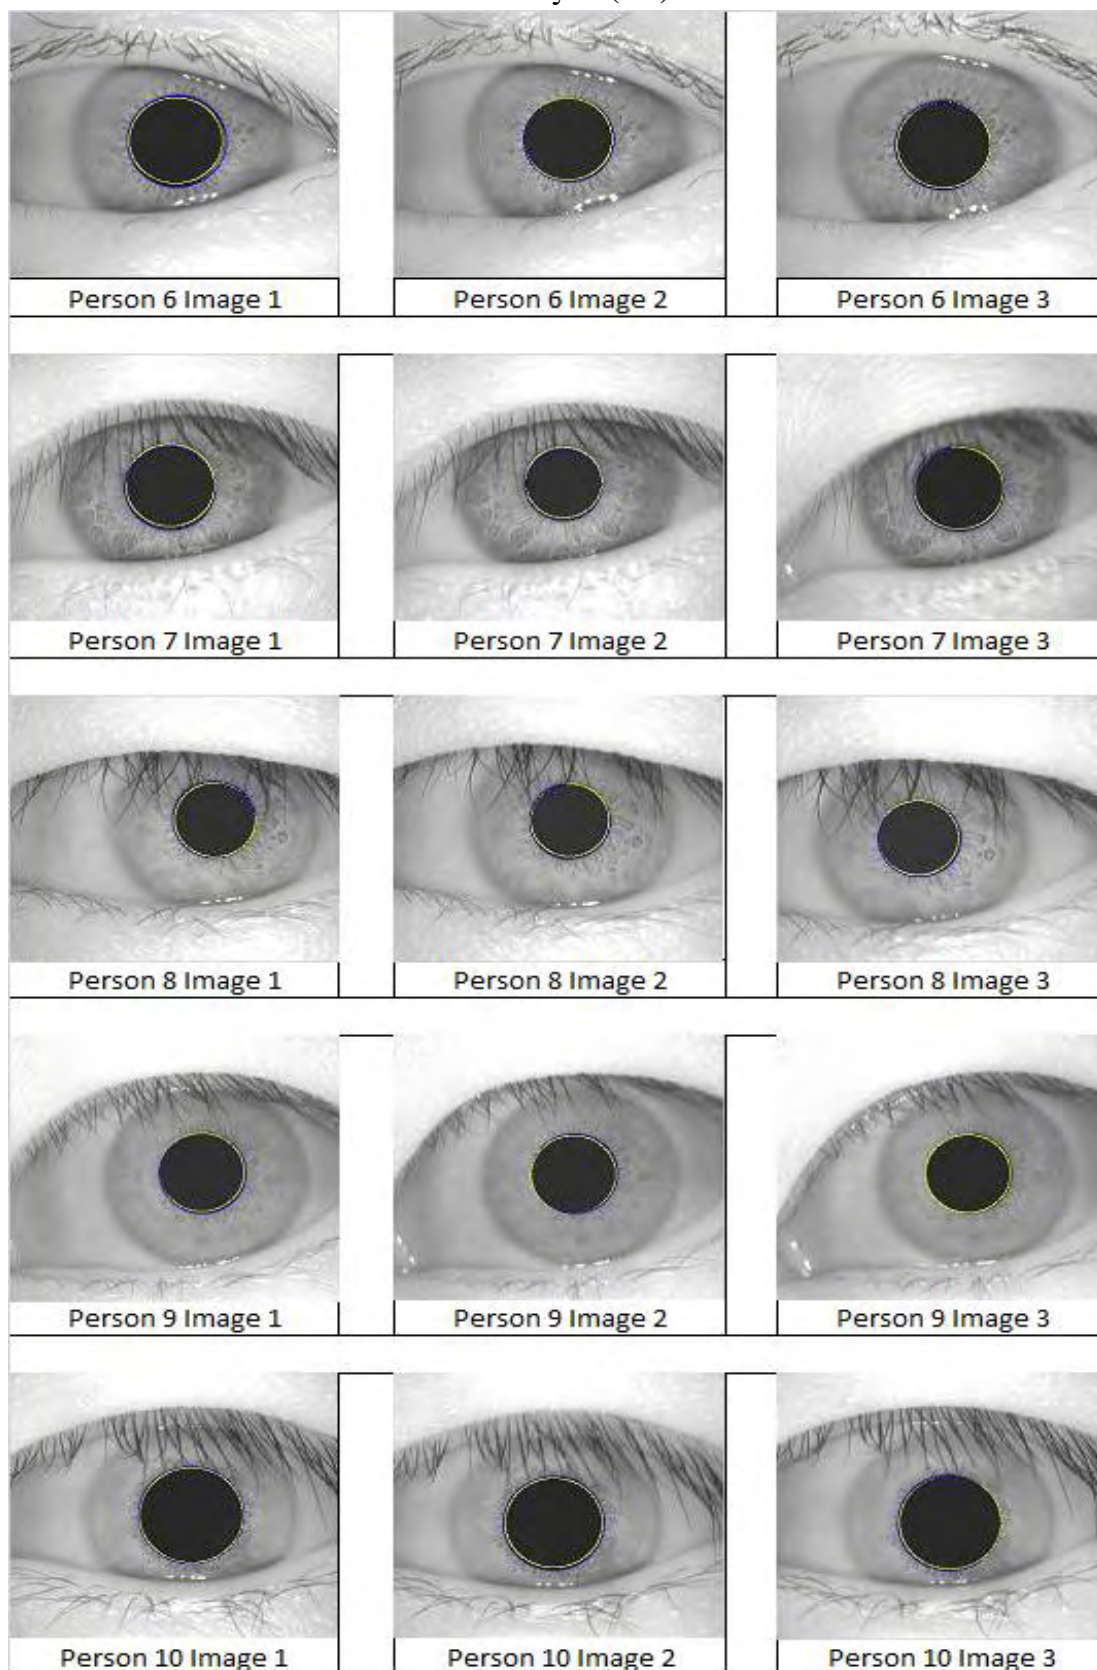 Person 6 Image 1
Person 6 Image 2
Person 6 Image 3
Person 7 Image 1
Person 7 Image 2
Person 7 Image 3
Person 8 Image 1
Person 8 Image 2
Person 8 Image 3
Person 9 Image 1
Person 9 Image 2
Person 9 Image 3
Person 10 Image 1
Person 10 Image 2
Person 10 Image 3